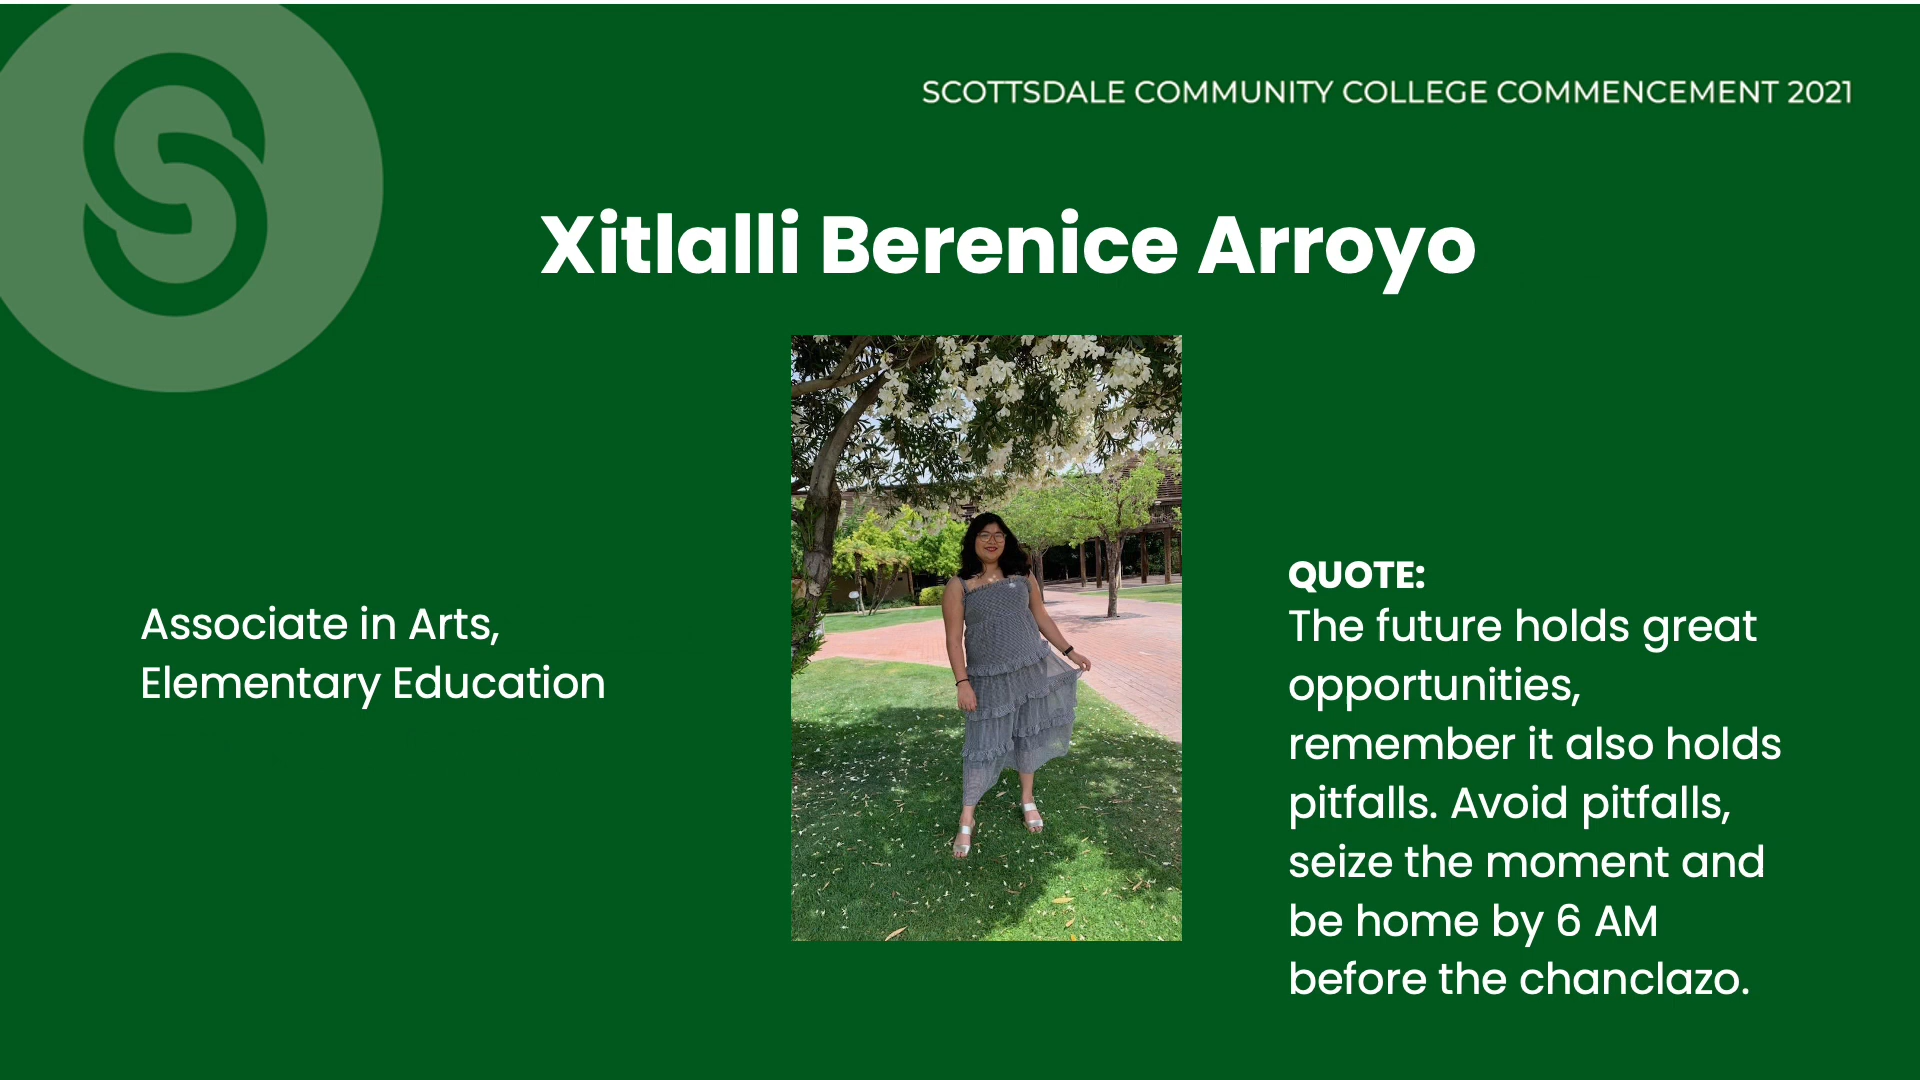 SCOTTSDALE COMMUNITY COLLEGE COMMENCEMENT 2021
Xitlalli Berenice Arroyo
Associate in Arts,
Elementary Education
QUOTE:
The future holds great
opportunities,
remember it also holds
pitfalls. Avoid pitfalls,
seize the moment and
be home by 6 AM
before the chanclazo.